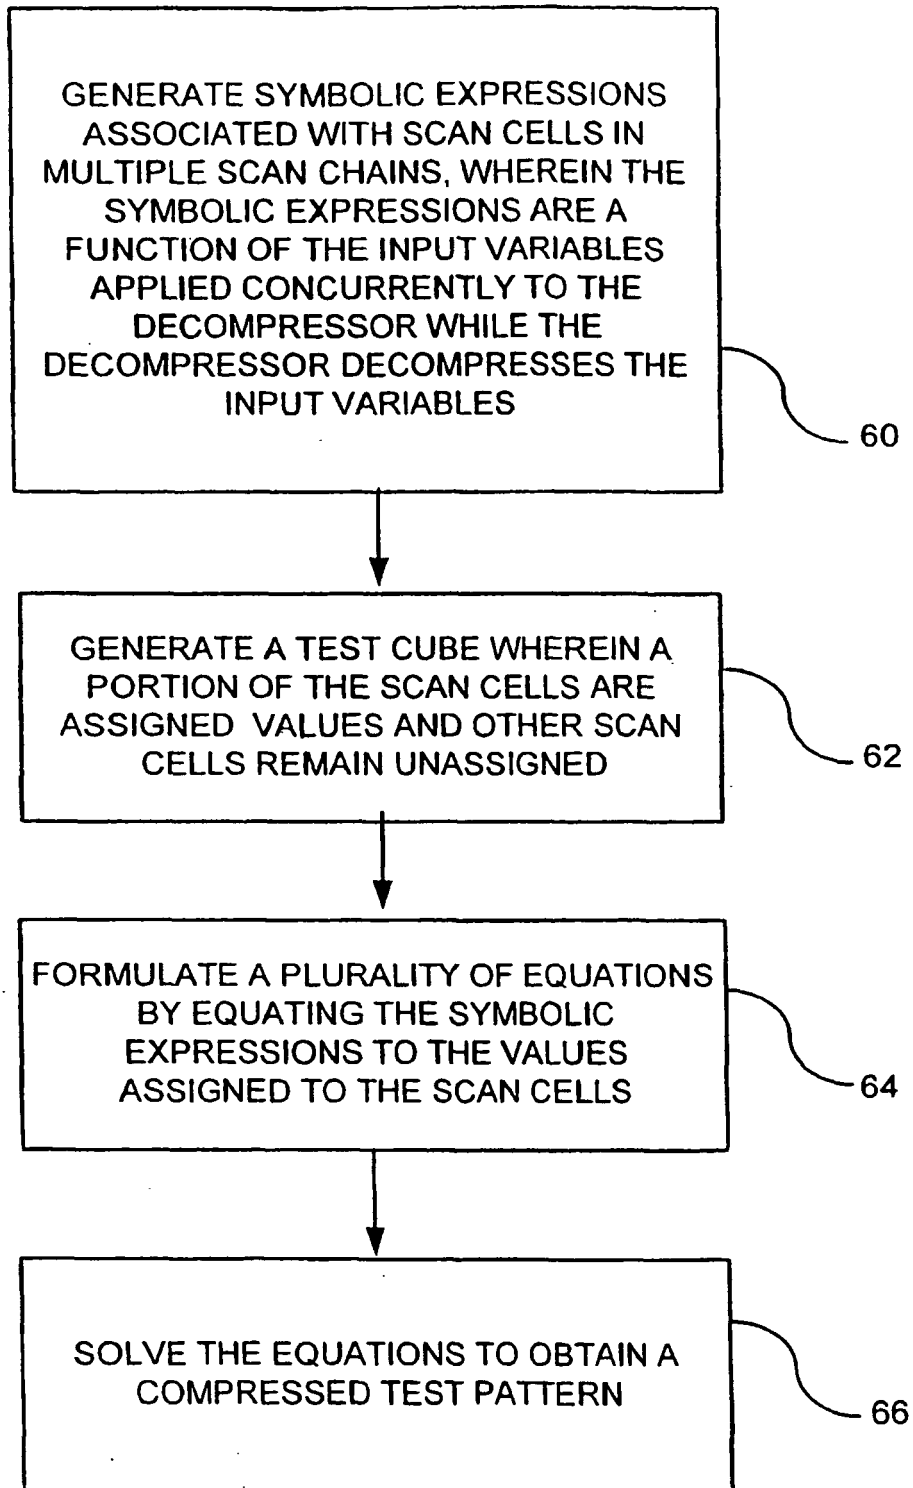 GENERATE SYMBOLIC EXPRESSIONS
ASSOCIATED WITH SCAN CELLS IN
MULTIPLE SCAN CHAINS, WHEREIN THE
SYMBOLIC EXPRESSIONS ARE A
FUNCTION OF THE INPUT VARIABLES
APPLIED CONCURRENTLY TO THE
DECOMPRESSOR WHILE THE
DECOMPRESSOR DECOMPRESSES THE
INPUT VARIABLES
60
GENERATE A TEST CUBE WHEREIN A
PORTION OF THE SCAN CELLS ARE
ASSIGNED VALUES AND OTHER SCAN
CELLS REMAIN UNASSIGNED
62
FORMULATE A PLURALITY OF EQUATIONS
BY EQUATING THE SYMBOLIC
EXPRESSIONS TO THE VALUES
ASSIGNED TO THE SCAN CELLS
64
SOLVE THE EQUATIONS TO OBTAIN A
COMPRESSED TEST PATTERN
66